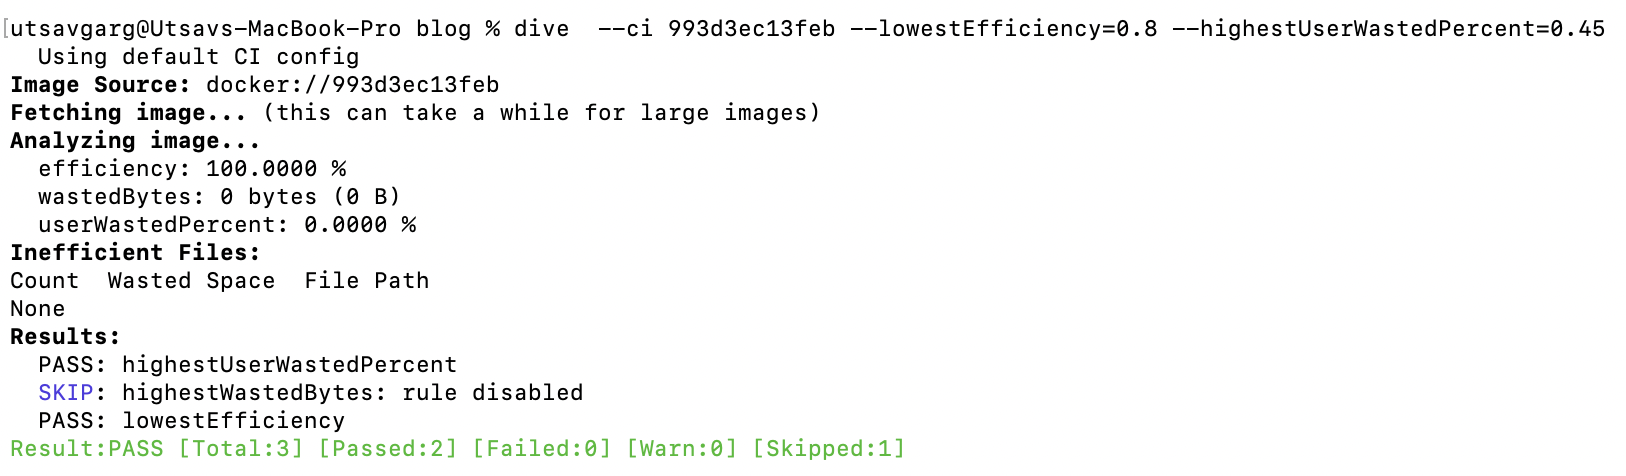 [utsavgarg@Utsavs-MacBook-Pro blog % dive  --ci 993d3ec13feb --lowestEfficiency=0.8 --highestUserWastedPercent=0.45
  Using default CI config
Image Source: docker://993d3ec13feb
Fetching image... (this can take a while for large images)
Analyzing image...
  efficiency: 100.0000 %
  wastedBytes: 0 bytes (0 B)
  userWastedPercent: 0.0000 %
Inefficient Files:
Count  Wasted Space  File Path
None
Results:
  PASS: highestUserWastedPercent
  SKIP: highestWastedBytes: rule disabled
  PASS: lowestEfficiency
Result:PASS [Total:3] [Passed:2] [Failed:0] [Warn:0] [Skipped:1]